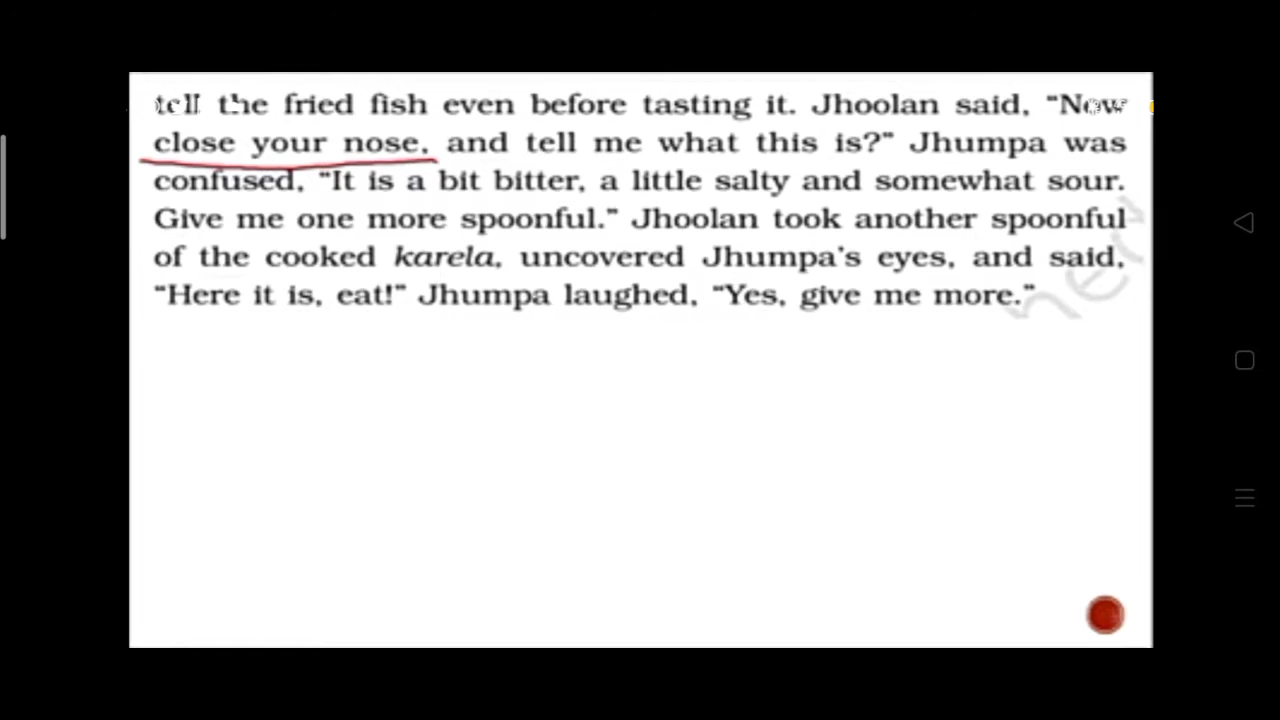 tell the fried fish even before tasting it. Jhoolan said, “Now
close your nose, and tell me what this is?” Jhumpa was
confused, “It is a bit bitter, a little salty and somewhat sour.
Give me one more spoonful.” Jhoolan took another spoonful
of the cooked karela, uncovered Jhumpa’s eyes, and said,
“Here it is, eat!” Jhumpa laughed, “Yes, give me more.”